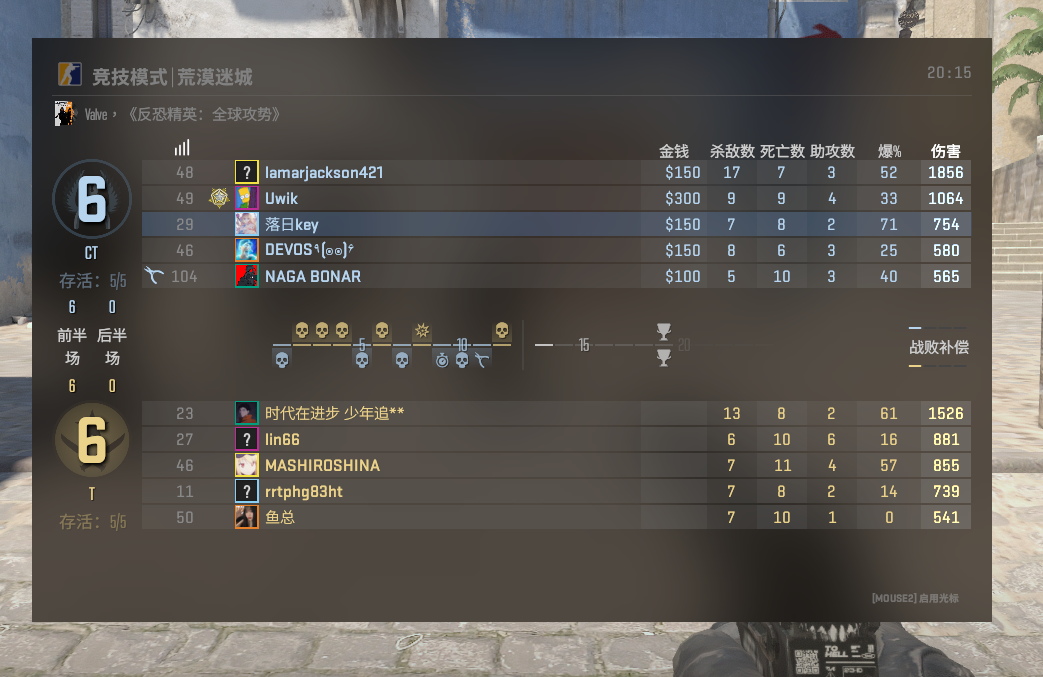 竞技模式|荒漠迷城
20:15
Valve，《反恐精英：全球攻势》
金钱 杀敌数 死亡数 助攻数 爆% 伤害
48 ? lamarjackson421 $150 17 7 3 52 1856
49 Uwik $300 9 9 4 33 1064
29 落日key $150 7 8 2 71 754
46 DEVOS٩(๏๏)۶ $150 8 6 3 25 580
104 NAGA BONAR $100 5 10 3 40 565
6
CT
存活：5/5
6 0
前半场 后半场
6 0
5 10 15 20
战败补偿
6
T
存活：5/5
23 时代在进步 少年追** 13 8 2 61 1526
27 ? lin66 6 10 6 16 881
46 MASHIROSHINA 7 11 4 57 855
11 ? rrtphg83ht 7 8 2 14 739
50 鱼总 7 10 1 0 541
[MOUSE2] 启用光标
TO
HELL